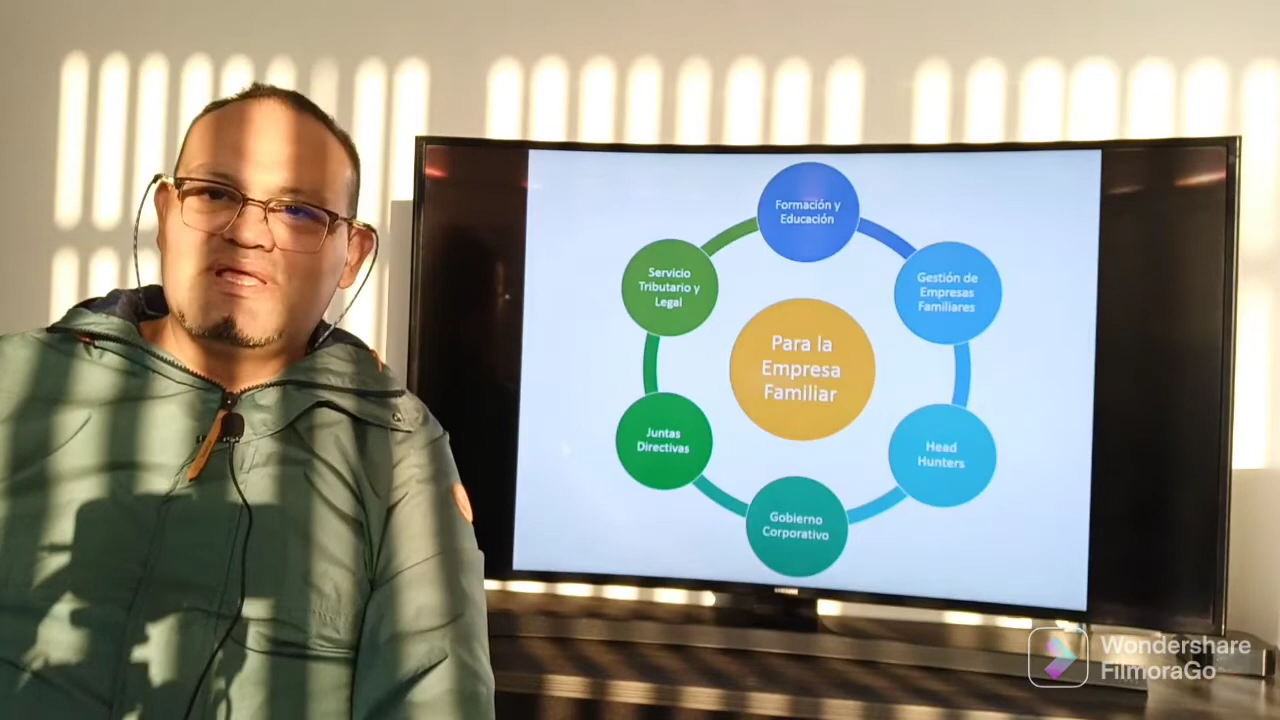 Formación y
Educación
Gestión de
Empresas
Familiares
Head
Hunters
Gobierno
Corporativo
Juntas
Directivas
Servicio
Tributario y
Legal
Para la
Empresa
Familiar
Wondershare
FilmoraGo